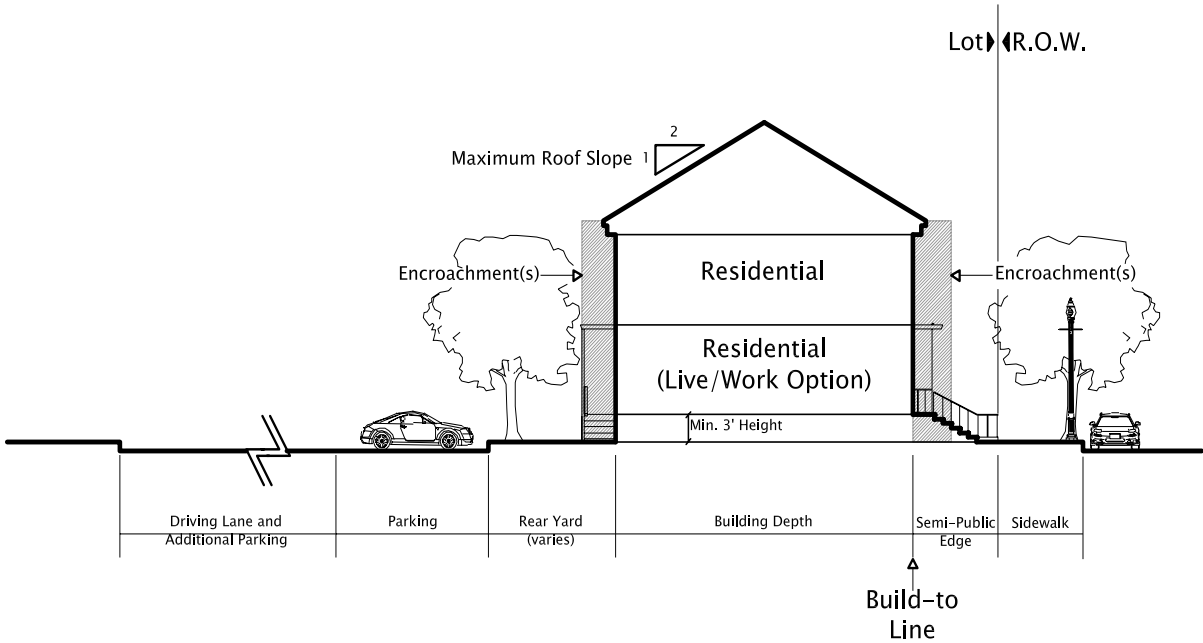 Lot R.O.W.
2
Maximum Roof Slope 1
Encroachment(s)
Residential
Encroachment(s)
Residential
(Live/Work Option)
Min. 3' Height
Driving Lane and
Additional Parking
Parking
Rear Yard
(varies)
Building Depth
Semi-Public
Edge
Sidewalk
Build-to
Line